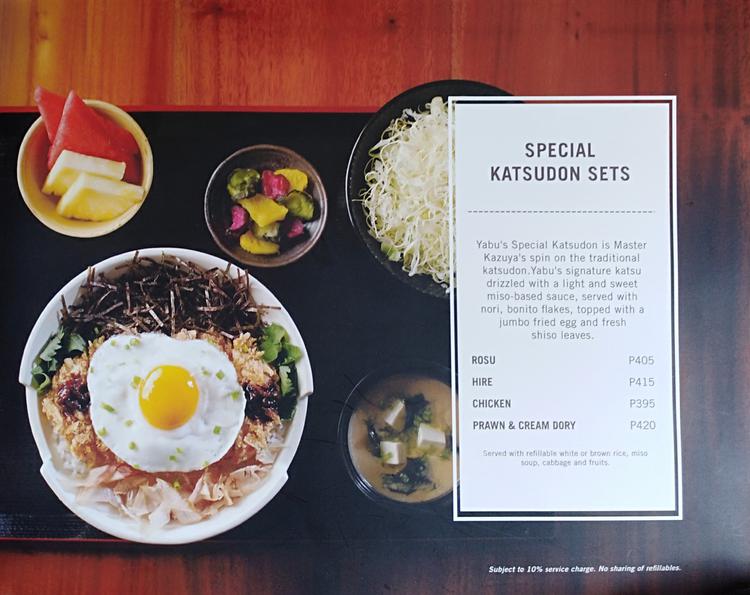 SPECIAL
KATSUDON SETS
Yabu's Special Katsudon is Master
Kazuya's spin on the traditional
katsudon.Yabu's signature katsu
drizzled with a light and sweet
miso-based sauce, served with
nori, bonito flakes, topped with a
jumbo fried egg and fresh
shiso leaves.
ROSU P405
HIRE P415
CHICKEN P395
PRAWN & CREAM DORY P420
Served with refillable white or brown rice, miso
soup, cabbage and fruits.
Subject to 10% service charge. No sharing of refillables.